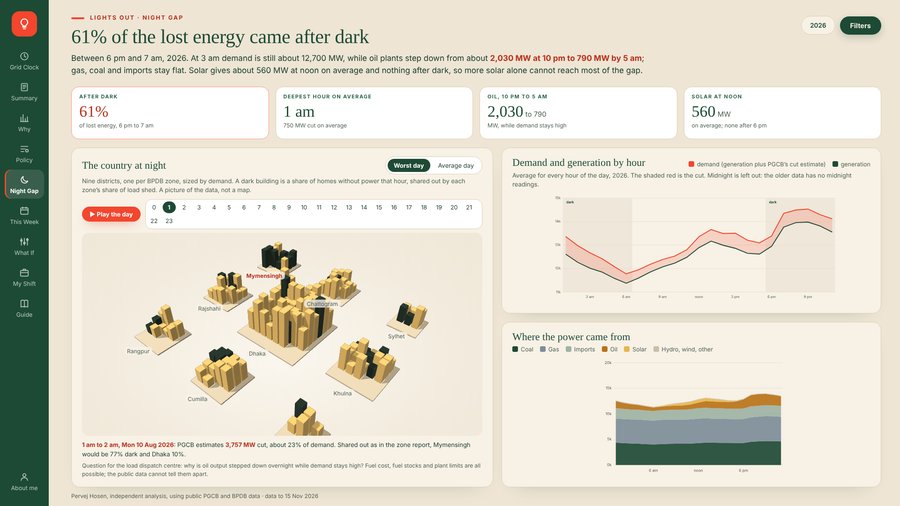 LIGHTS OUT · NIGHT GAP
61% of the lost energy came after dark
2026
Filters
Between 6 pm and 7 am, 2026. At 3 am demand is still about 12,700 MW, while oil plants step down from about 2,030 MW at 10 pm to 790 MW by 5 am;
gas, coal and imports stay flat. Solar gives about 560 MW at noon on average and nothing after dark, so more solar alone cannot reach most of the gap.
Grid Clock
Summary
Why
Policy
Night Gap
This Week
What If
My Shift
Guide
About me
AFTER DARK
61%
of lost energy, 6 pm to 7 am
DEEPEST HOUR ON AVERAGE
1 am
750 MW cut on average
OIL, 10 PM TO 5 AM
2,030 to 790
MW, while demand stays high
SOLAR AT NOON
560 MW
on average; none after 6 pm
The country at night
Worst day
Average day
Nine districts, one per BPDB zone, sized by demand. A dark building is a share of homes without power that hour, shared out by each
zone's share of load shed. A picture of the data, not a map.
Play the day
0 1 2 3 4 5 6 7 8 9 10 11 12 13 14 15 16 17 18 19 20 21
22 23
Mymensingh
Rajshahi
Chattogram
Sylhet
Rangpur
Dhaka
Cumilla
Khulna
1 am to 2 am, Mon 10 Aug 2026: PGCB estimates 3,757 MW cut, about 23% of demand. Shared out as in the zone report, Mymensingh
would be 77% dark and Dhaka 10%.
Question for the load dispatch centre: why is oil output stepped down overnight while demand stays high? Fuel cost, fuel stocks and plant limits are all
possible; the public data cannot tell them apart.
Demand and generation by hour
demand (generation plus PGCB's cut estimate)
generation
Average for every hour of the day, 2026. The shaded red is the cut. Midnight is left out: the older data has no midnight
readings.
dark
dark
3 am 6 am 9 am noon 3 pm 6 pm 9 pm
Where the power came from
Coal Gas Imports Oil Solar Hydro, wind, other
20k
15k
10k
5k
0k
6 am noon 6 pm
Pervej Hosen, independent analysis, using public PGCB and BPDB data · data to 15 Nov 2026